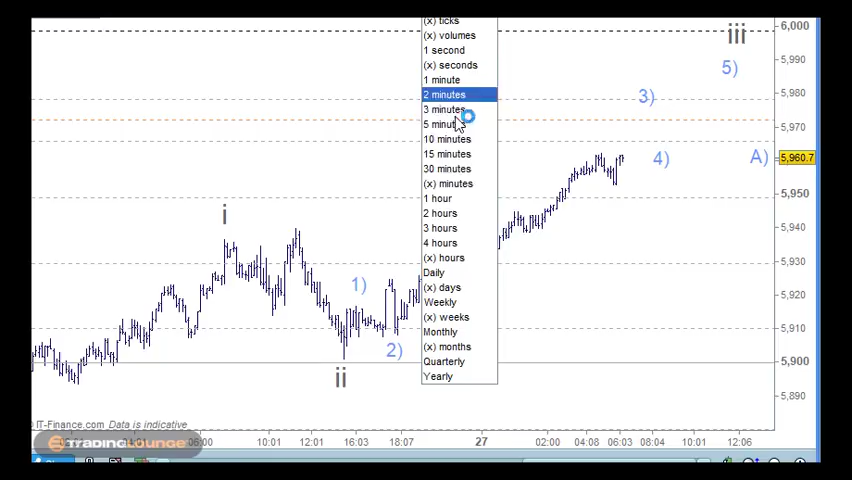 (x) ticks
6,000
iii
(x) volumes
1 second
5,990
(x) seconds
5)
1 minute
5,980
2 minutes
3)
3 minutes
5 minut
5,970
10 minutes
15 minutes
4)
A)
5,960.7
30 minutes
(x) minutes
5,950
1 hour
i
2 hours
3 hours
5,940
4 hours
(x) hours
5,930
Daily
1)
(x) days
5,920
Weekly
(x) weeks
5,910
Monthly
2)
(x) months
Quarterly
5,900
ii
Yearly
5,890
© IT-Finance.com Data is indicative
TRADINGLOUNGE
06:00 10:01 12:01 16:03 18:07 27 02:00 04:08 06:03 08:04 10:01 12:06